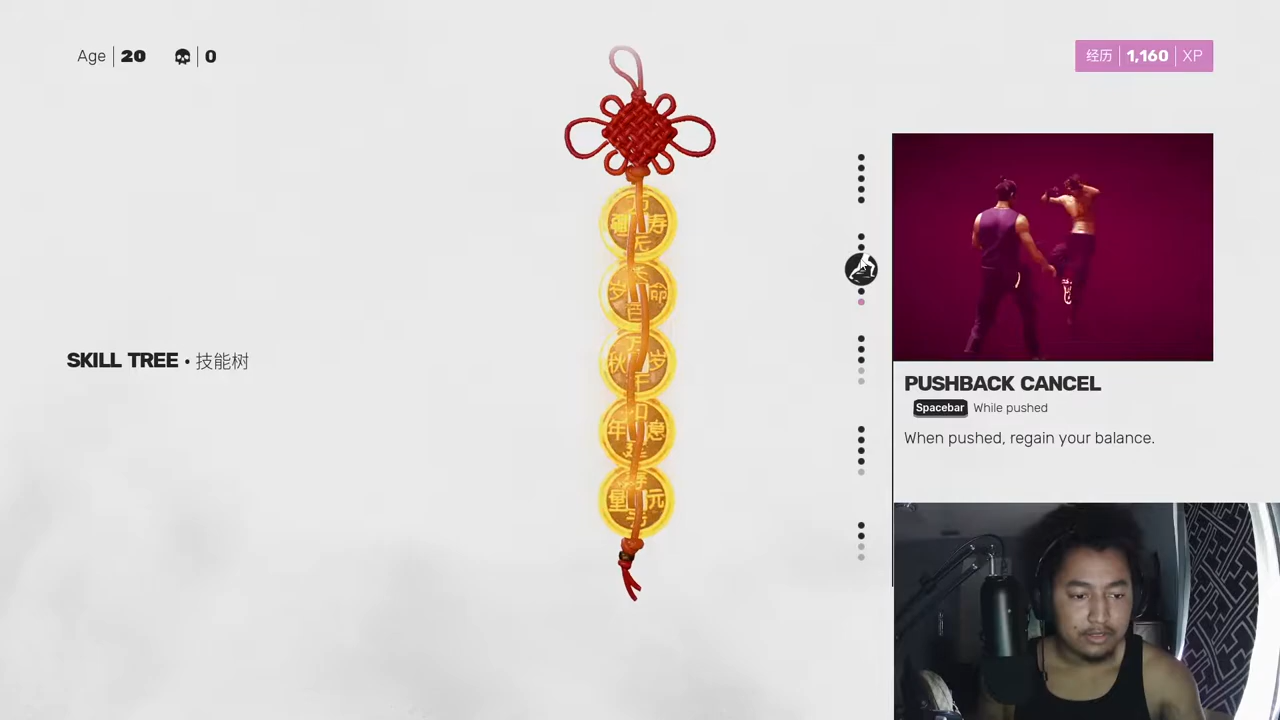 Age 20 0
经历 1,160 XP
SKILL TREE • 技能树
PUSHBACK CANCEL
Spacebar While pushed
When pushed, regain your balance.